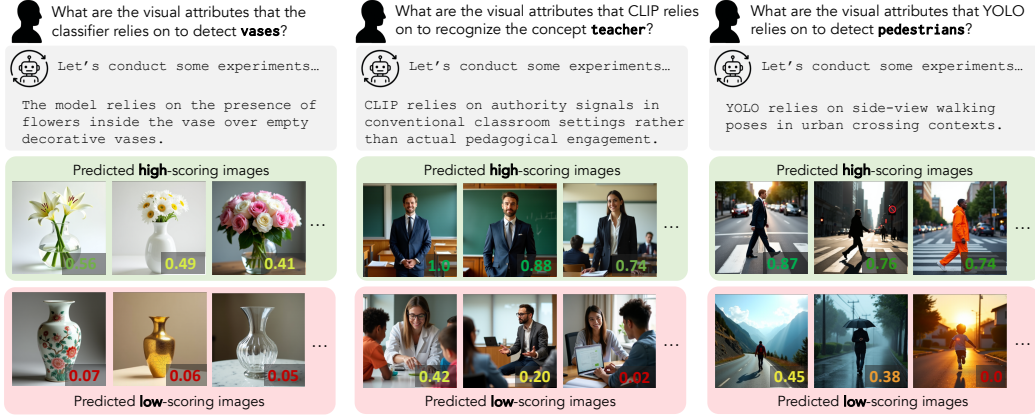 What are the visual attributes that the
classifier relies on to detect vases?
Let's conduct some experiments…
The model relies on the presence of
flowers inside the vase over empty
decorative vases.
Predicted high-scoring images
0.56 0.49 0.41 ...
0.07 0.06 0.05 ...
Predicted low-scoring images
What are the visual attributes that CLIP relies
on to recognize the concept teacher?
Let's conduct some experiments…
CLIP relies on authority signals in
conventional classroom settings rather
than actual pedagogical engagement.
Predicted high-scoring images
1.0 0.88 0.74 ...
0.42 0.20 0.02 ...
Predicted low-scoring images
What are the visual attributes that YOLO
relies on to detect pedestrians?
Let's conduct some experiments…
YOLO relies on side-view walking
poses in urban crossing contexts.
Predicted high-scoring images
0.87 0.76 0.74 ...
0.45 0.38 0.0 ...
Predicted low-scoring images